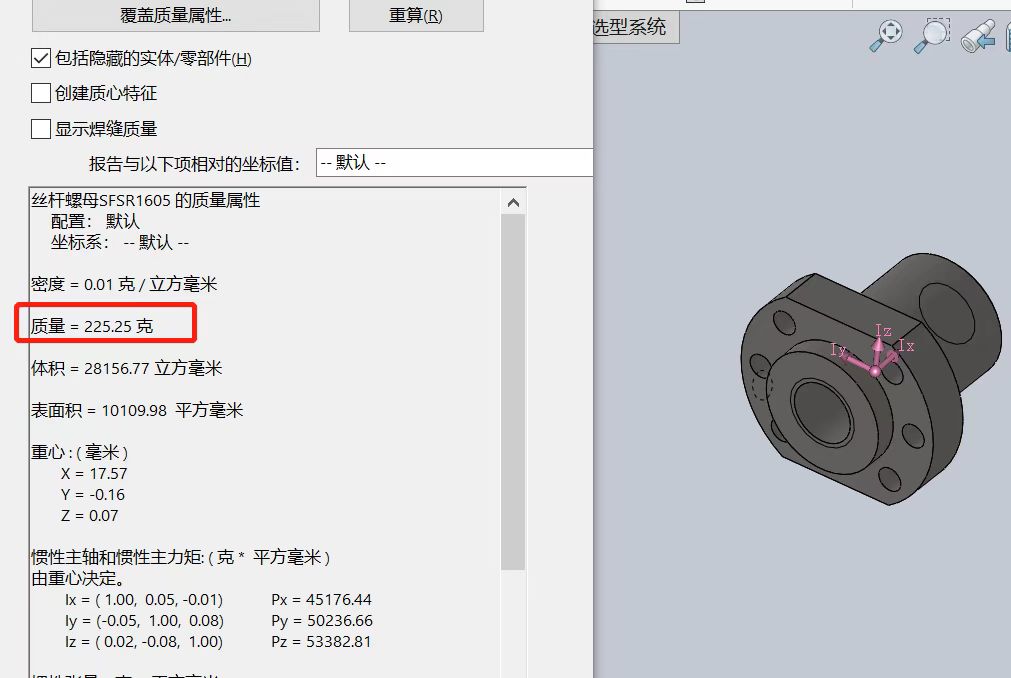 覆盖质量属性...
重算(R)
选型系统
包括隐藏的实体/零部件(H)
创建质心特征
显示焊缝质量
报告与以下项相对的坐标值：
-- 默认 --
丝杆螺母SFSR1605 的质量属性
配置： 默认
坐标系： -- 默认 --
密度 = 0.01 克 / 立方毫米
质量 = 225.25 克
体积 = 28156.77 立方毫米
表面积 = 10109.98 平方毫米
重心 : ( 毫米 )
X = 17.57
Y = -0.16
Z = 0.07
惯性主轴和惯性主力矩: ( 克 * 平方毫米 )
由重心决定。
Ix = ( 1.00, 0.05, -0.01) Px = 45176.44
Iy = (-0.05, 1.00, 0.08) Py = 50236.66
Iz = ( 0.02, -0.08, 1.00) Pz = 53382.81
Iz
Iy
Ix